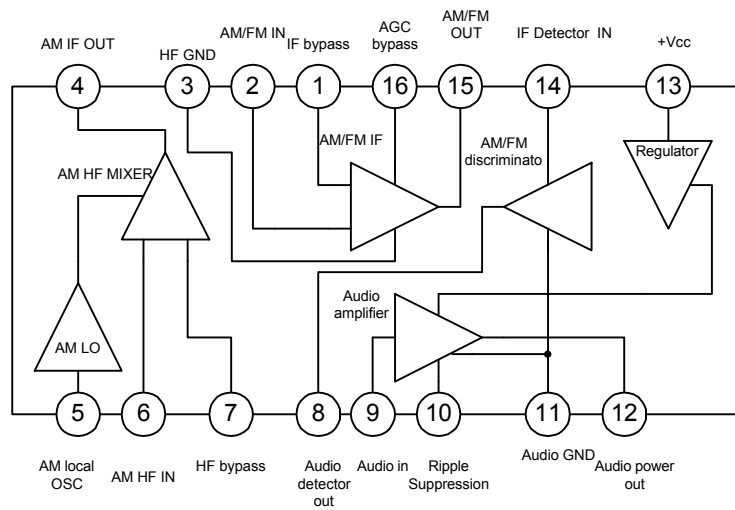 AM IF OUT
HF GND
AM/FM IN
IF bypass
AGC
bypass
AM/FM
OUT
IF Detector IN
+Vcc
4
3
2
1
16
15
14
13
AM/FM IF
AM/FM
discriminato
Regulator
AM HF MIXER
Audio
amplifier
AM LO
5
6
7
8
9
10
11
12
AM local
OSC
AM HF IN
HF bypass
Audio
detector
out
Audio in
Ripple
Suppression
Audio GND
Audio power
out